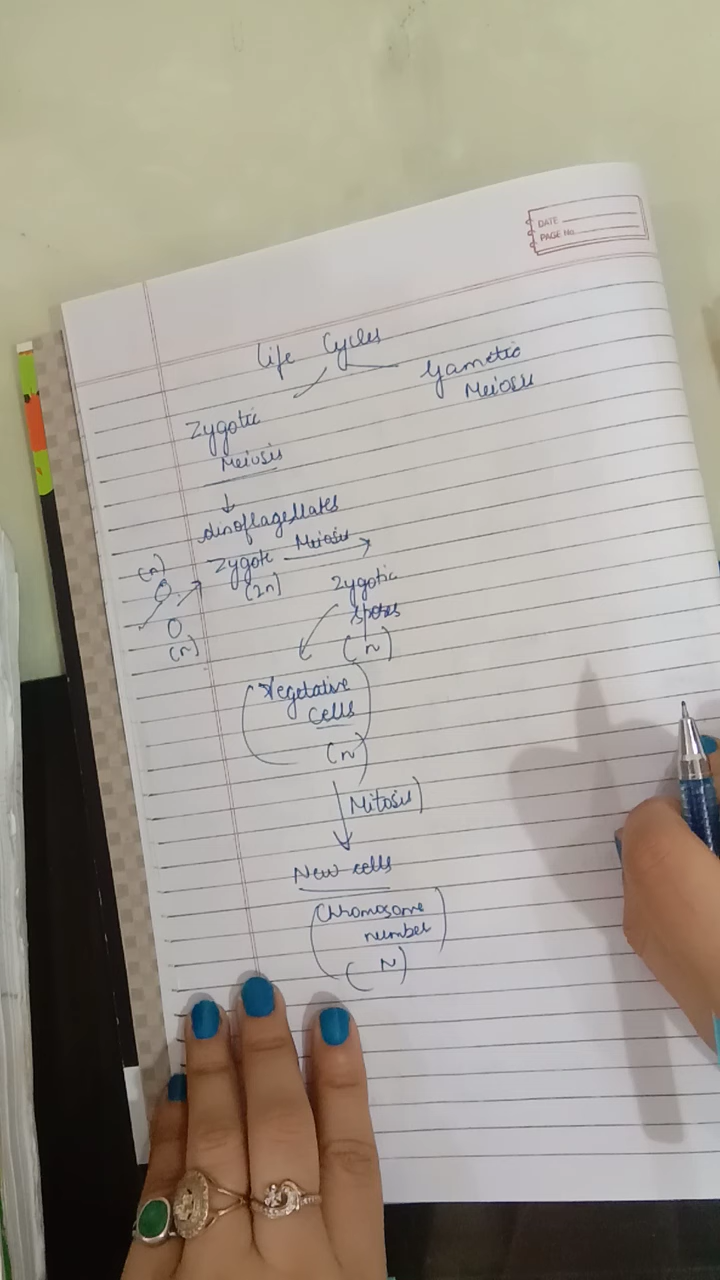 DATE
PAGE No.
Life Cycles
Gametic
Meiosis
Zygotic
Meiosis
dinoflagellates
Zygote Meiosis
(2n)
(n)
(n)
Zygotic
spores
(n)
Vegetative
cells
(n)
Mitosis)
New cells
(Chromosome
number
(N)